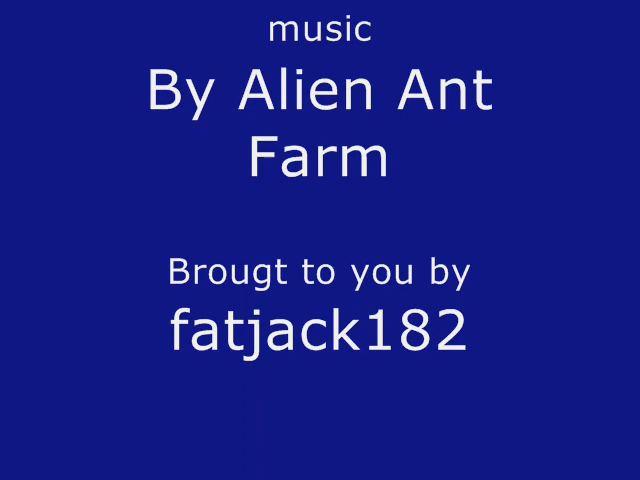 music
By Alien Ant
Farm
Brougt to you by
fatjack182